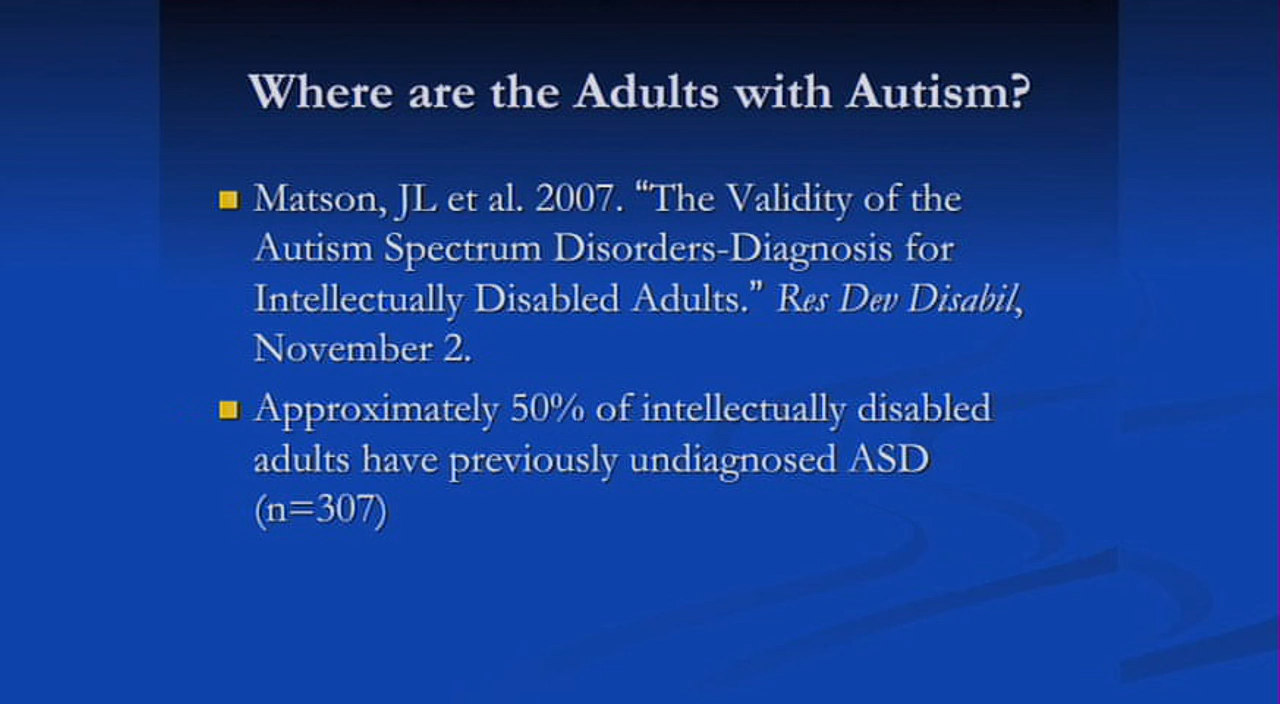 Where are the Adults with Autism?
Matson, JL et al. 2007. “The Validity of the
Autism Spectrum Disorders-Diagnosis for
Intellectually Disabled Adults.” Res Dev Disabil,
November 2.
Approximately 50% of intellectually disabled
adults have previously undiagnosed ASD
(n=307)